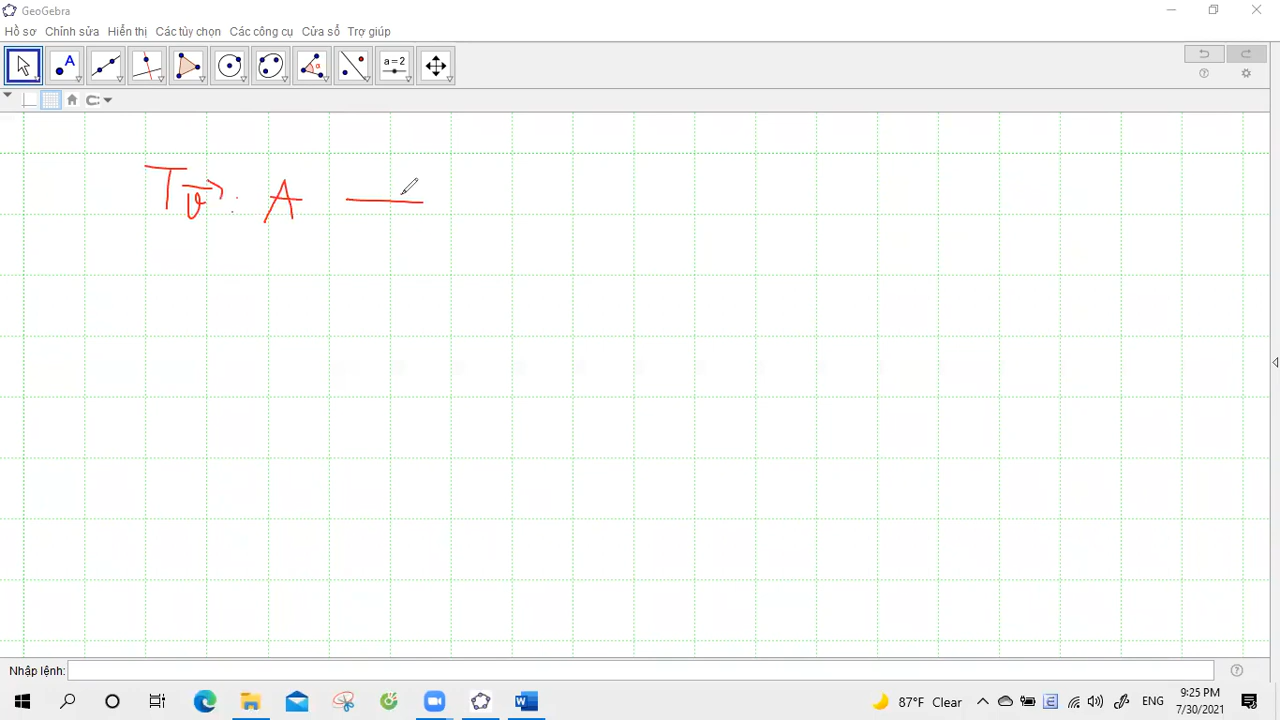 GeoGebra
Hồ sơ Chỉnh sửa Hiển thị Các tùy chọn Các công cụ Cửa sổ Trợ giúp
A a = 2
T v⃗ : A —
Nhập lệnh:
87°F Clear ENG 9:25 PM
7/30/2021